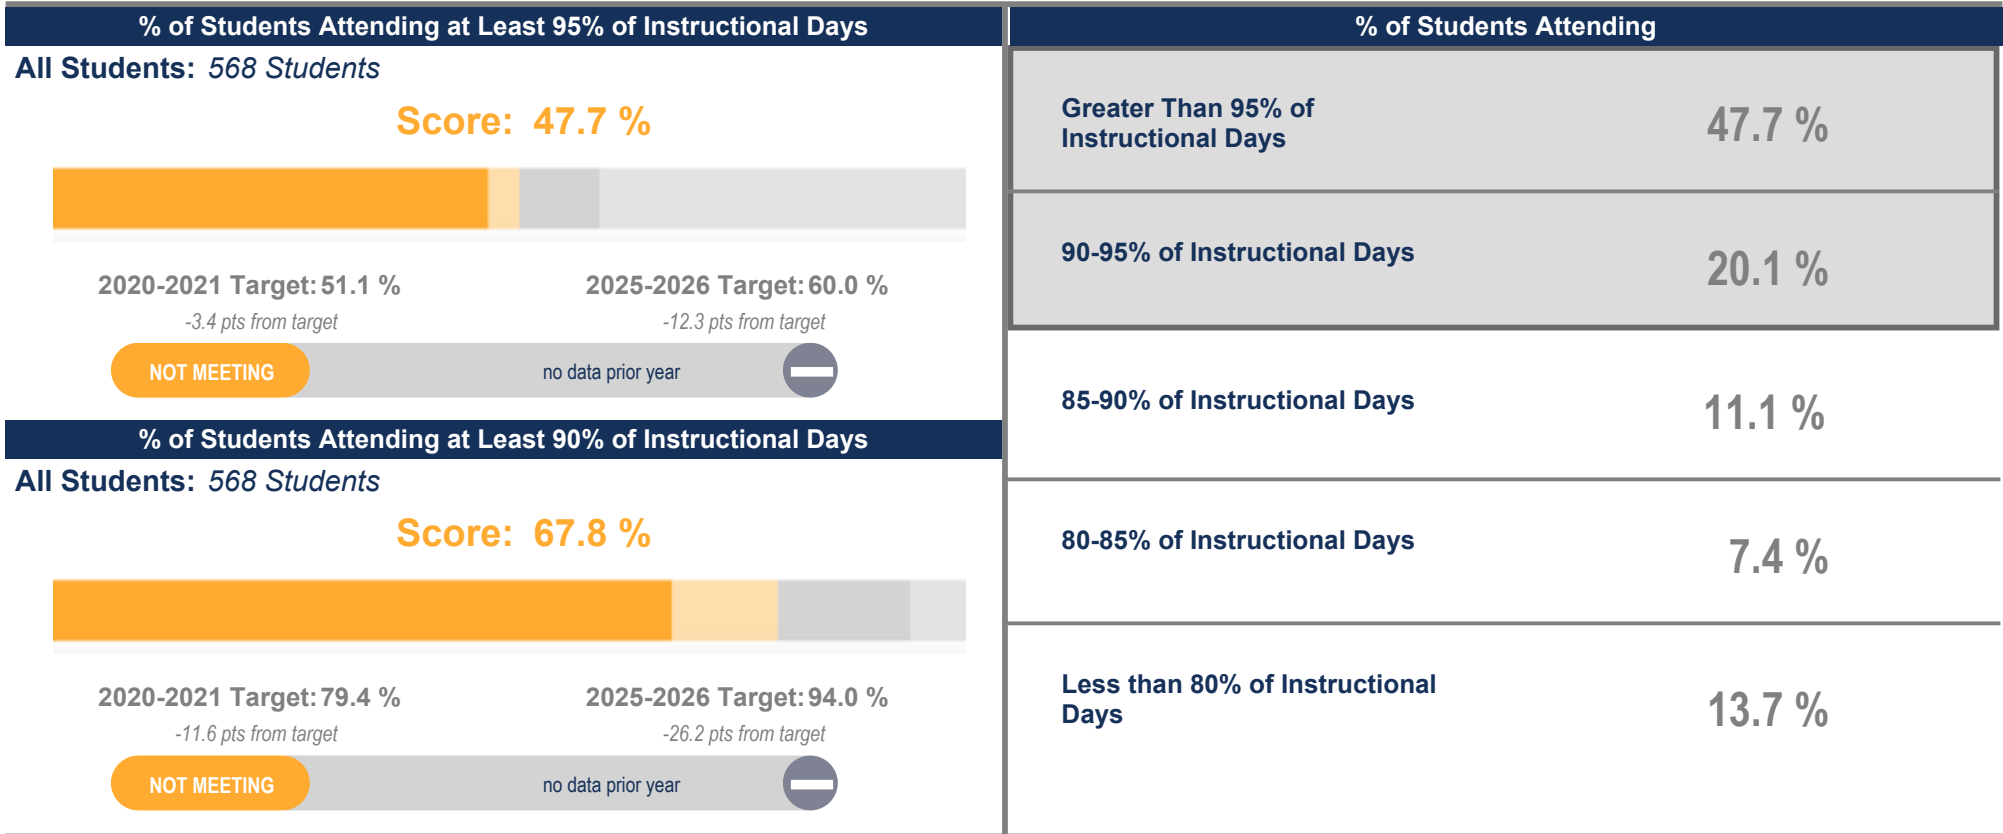 % of Students Attending at Least 95% of Instructional Days
All Students: 568 Students
Score: 47.7 %
2020-2021 Target: 51.1 % 2025-2026 Target: 60.0 %
-3.4 pts from target -12.3 pts from target
NOT MEETING no data prior year
% of Students Attending at Least 90% of Instructional Days
All Students: 568 Students
Score: 67.8 %
2020-2021 Target: 79.4 % 2025-2026 Target: 94.0 %
-11.6 pts from target -26.2 pts from target
NOT MEETING no data prior year
% of Students Attending
Greater Than 95% of
Instructional Days
47.7 %
90-95% of Instructional Days
20.1 %
85-90% of Instructional Days
11.1 %
80-85% of Instructional Days
7.4 %
Less than 80% of Instructional
Days
13.7 %